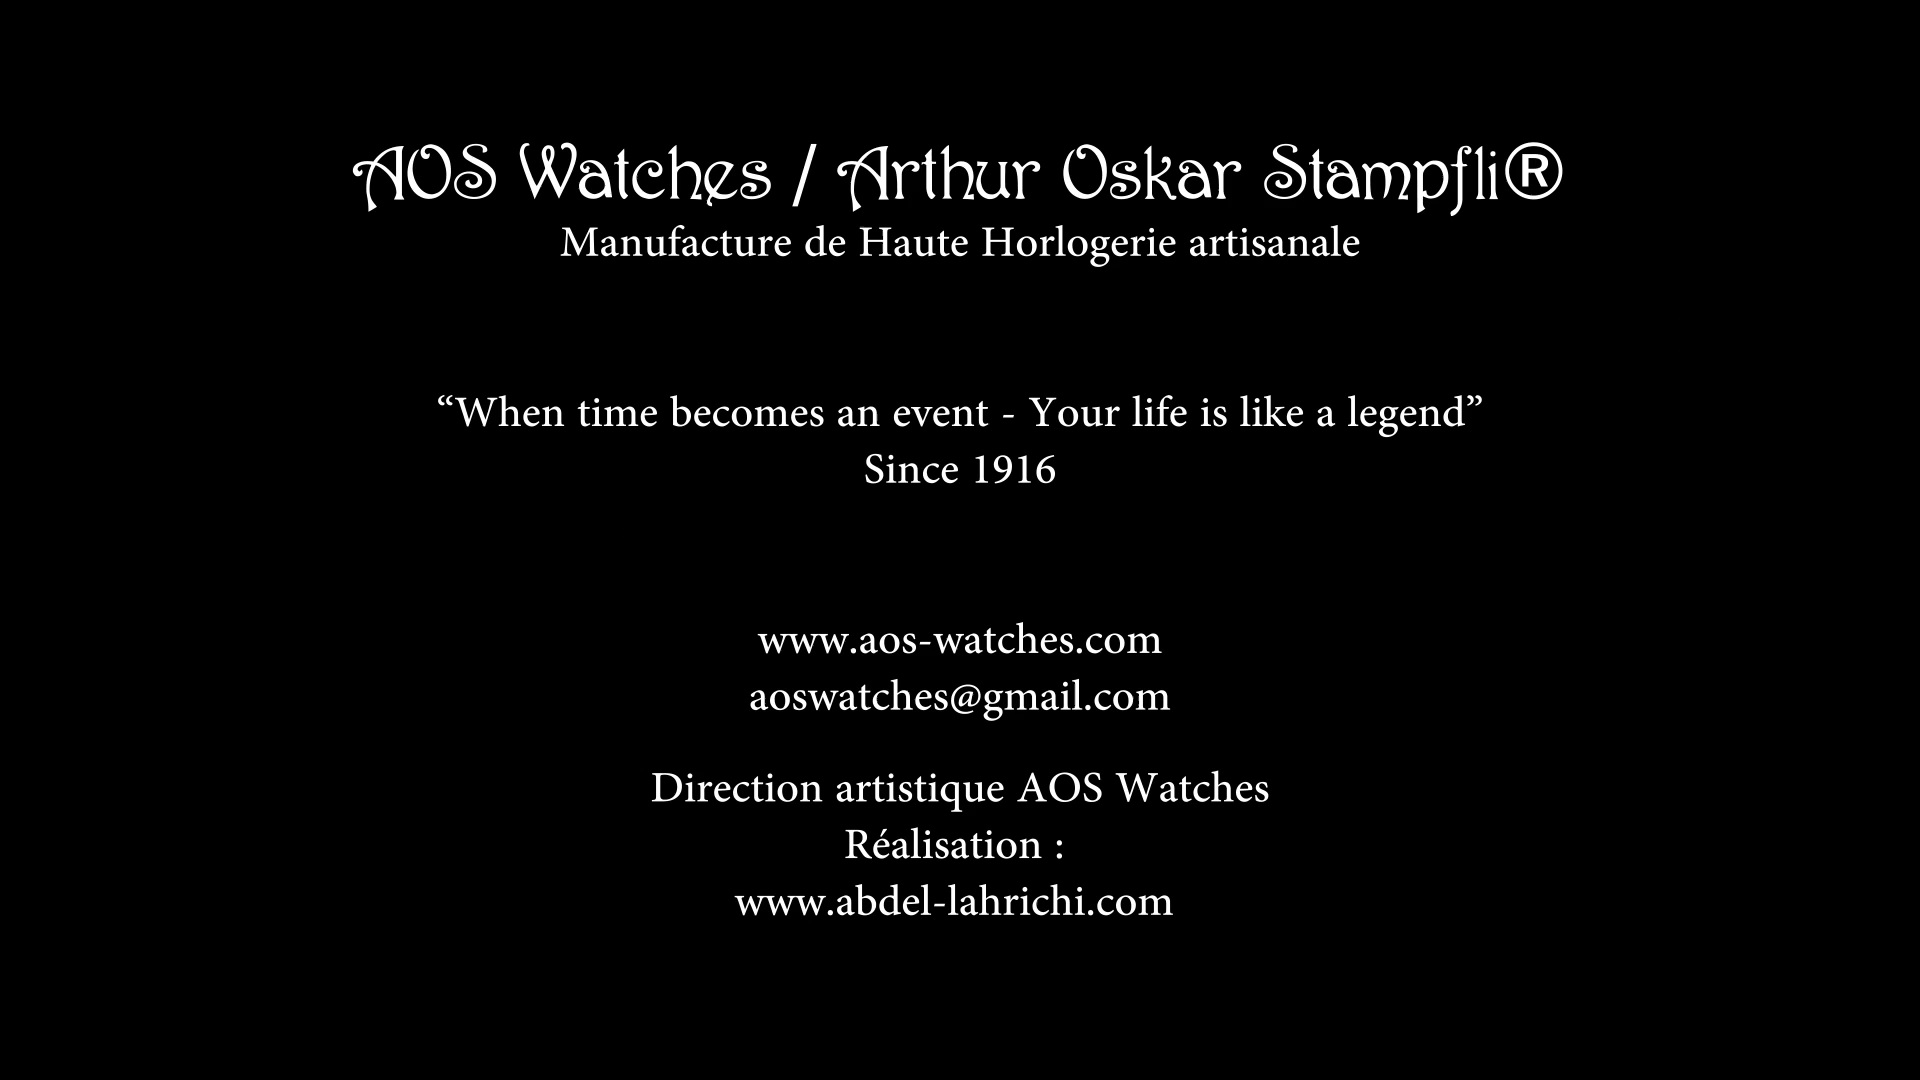 AOS Watches / Arthur Oskar Stampfli®
Manufacture de Haute Horlogerie artisanale
“When time becomes an event - Your life is like a legend”
Since 1916
www.aos-watches.com
aoswatches@gmail.com
Direction artistique AOS Watches
Réalisation :
www.abdel-lahrichi.com